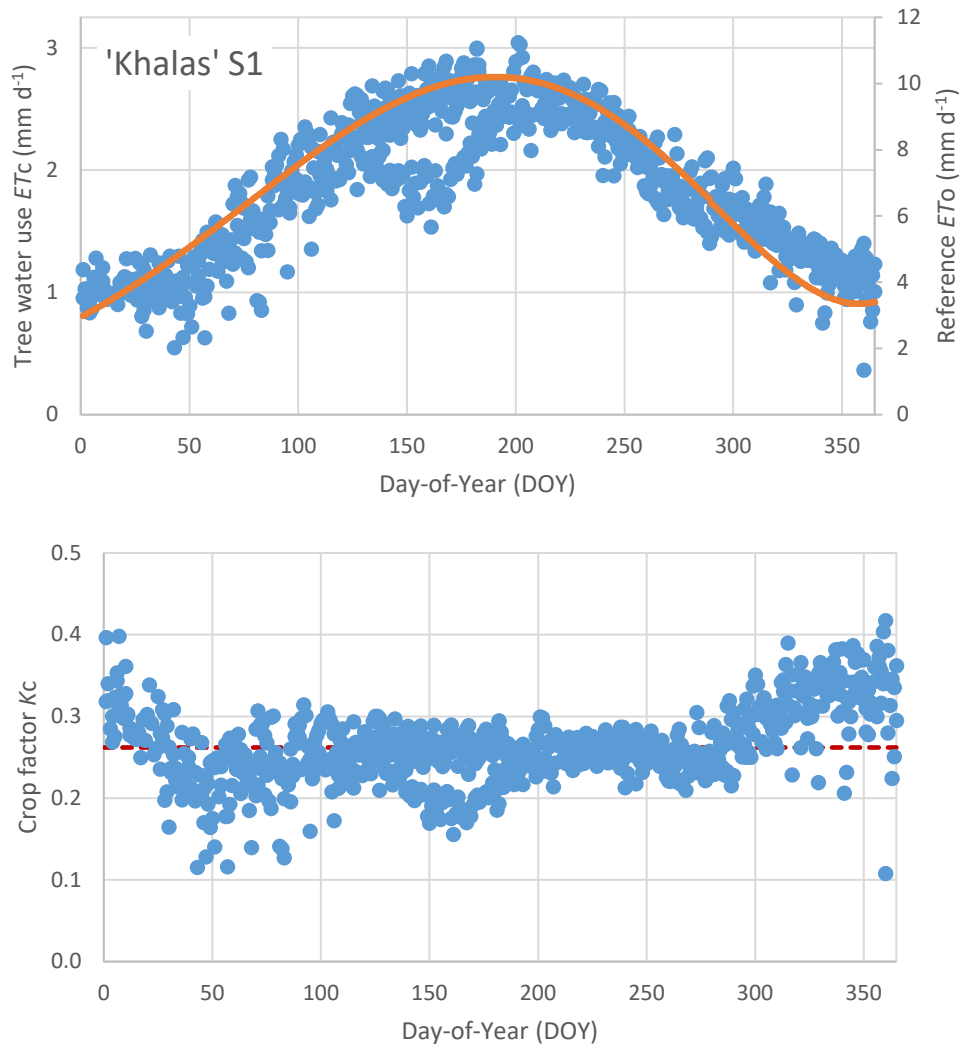 'Khalas' S1
Tree water use ETc (mm d-1)
3
2
1
0
12
10
8
6
4
2
0
Reference ETo (mm d-1)
0 50 100 150 200 250 300 350
Day-of-Year (DOY)
Crop factor Kc
0.5
0.4
0.3
0.2
0.1
0.0
0 50 100 150 200 250 300 350
Day-of-Year (DOY)